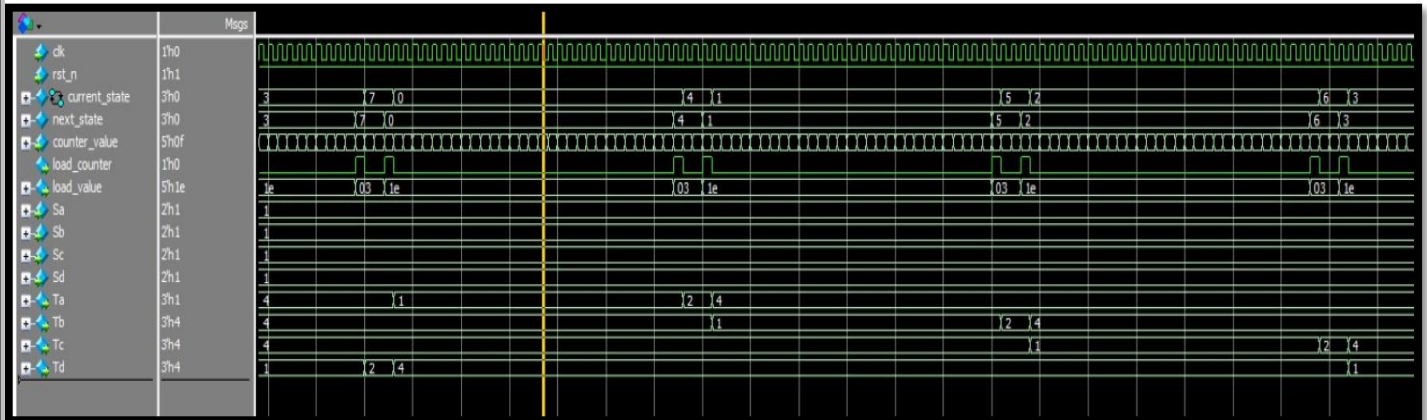 Msgs
clk 1'h0
rst_n 1'h1
current_state 3'h0 3 7 0 4 1 5 2 6 3
next_state 3'h0 3 7 0 4 1 5 2 6 3
counter_value 5'h0f
load_counter 1'h0
load_value 5'h1e 1e 03 1e 03 1e 03 1e 03 1e
Sa 2'h1 1
Sb 2'h1 1
Sc 2'h1 1
Sd 2'h1 1
Ta 3'h1 4 1 2 4
Tb 3'h4 4 1 2 4
Tc 3'h4 4 1 2 4
Td 3'h4 1 2 4 1